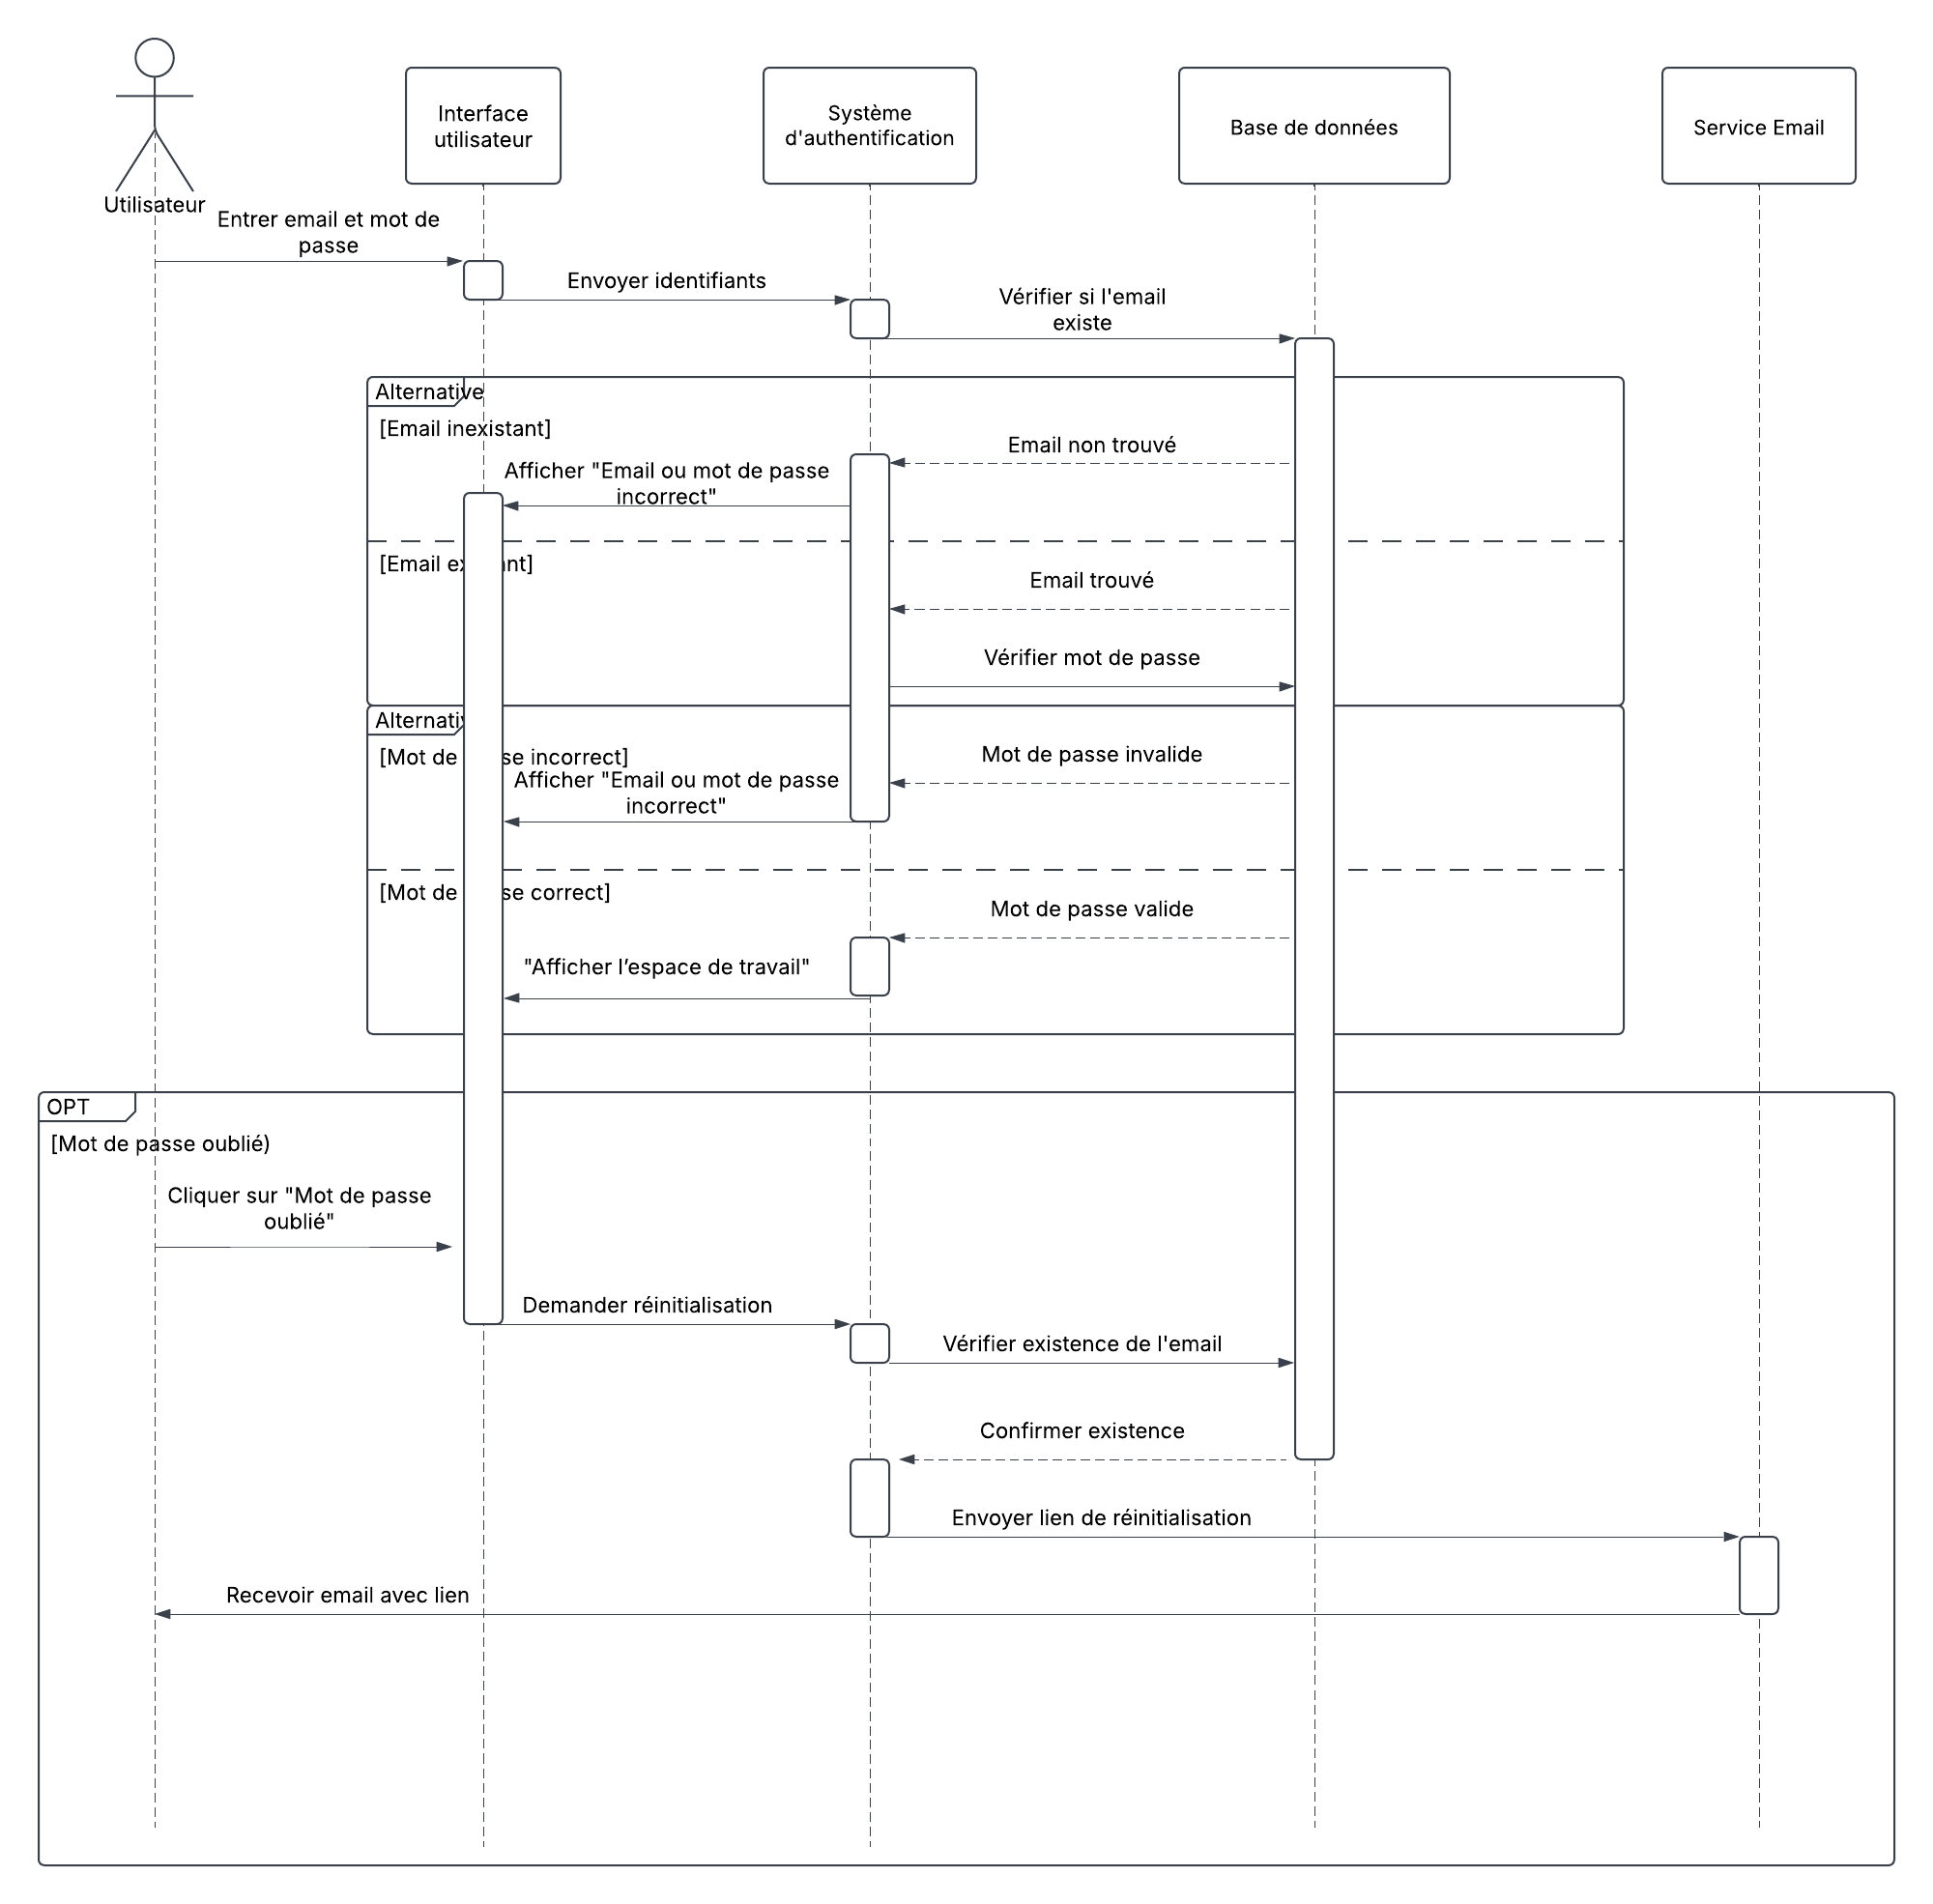 Interface
utilisateur
Système
d'authentification
Base de données
Service Email
Utilisateur
Entrer email et mot de
passe
Envoyer identifiants
Vérifier si l'email
existe
Alternative
[Email inexistant]
Email non trouvé
Afficher "Email ou mot de passe
incorrect"
[Email ex nt]
Email trouvé
Vérifier mot de passe
Alternativ
[Mot de se incorrect]
Mot de passe invalide
Afficher "Email ou mot de passe
incorrect"
[Mot de se correct]
Mot de passe valide
"Afficher l’espace de travail"
OPT
[Mot de passe oublié)
Cliquer sur "Mot de passe
oublié"
Demander réinitialisation
Vérifier existence de l'email
Confirmer existence
Envoyer lien de réinitialisation
Recevoir email avec lien